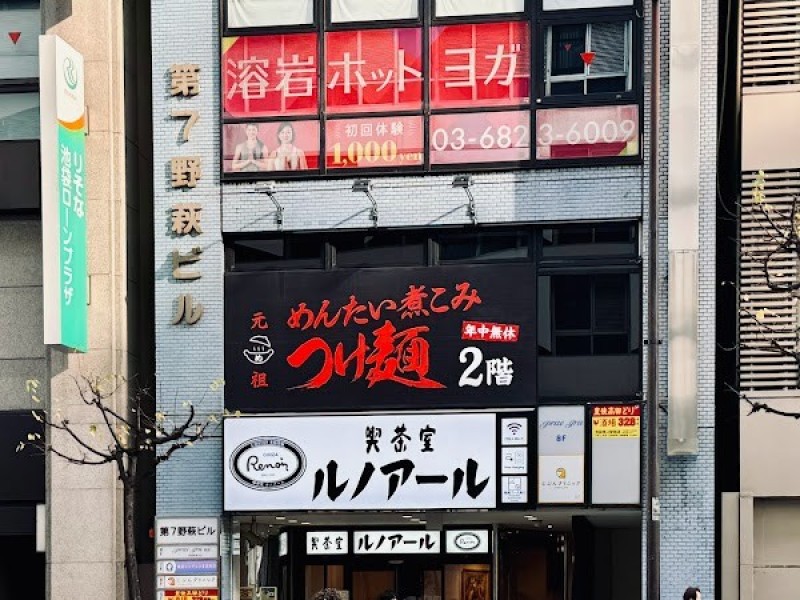 溶岩ホットヨガ
初回体験
1,000yen
03-6823-6009
第7野萩ビル
りそな
池袋ローンプラザ
元祖
めんたい煮こみ
つけ麺
年中無休
2階
喫茶室
ルノアール
Renoir
8F
328
第7野萩ビル
喫茶室 ルノアール